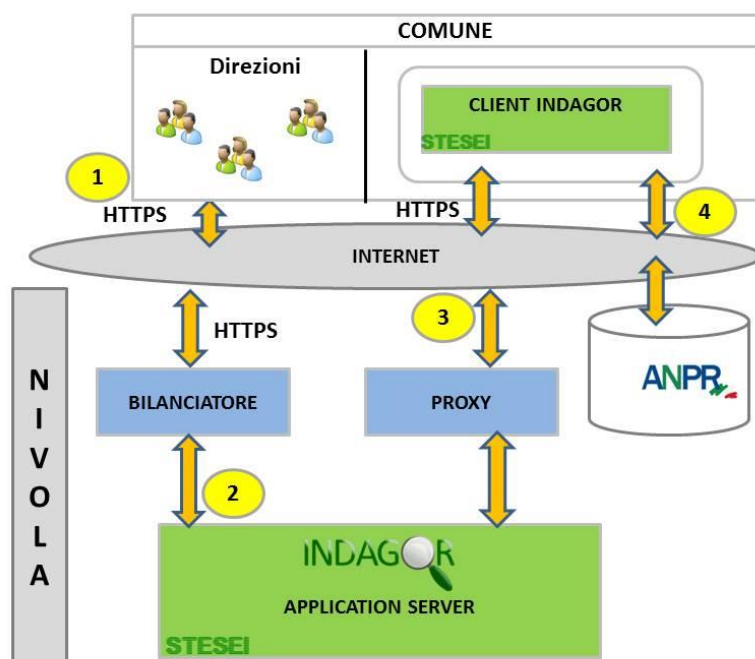 COMUNE
Direzioni
CLIENT INDAGOR
STESEI
1
HTTPS
HTTPS
4
INTERNET
3
HTTPS
ANPR
NIVOLA
BILANCIATORE
PROXY
2
INDAGOR
APPLICATION SERVER
STESEI